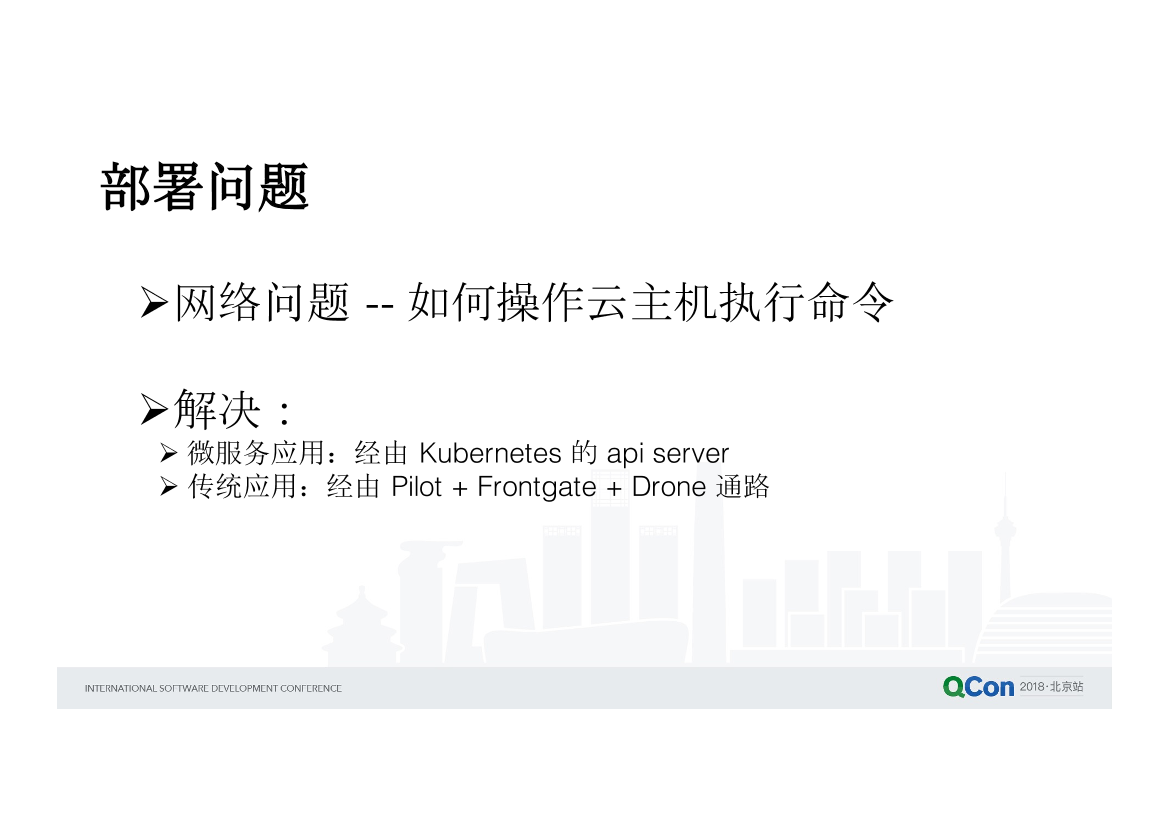 部署问题
➢网络问题 -- 如何操作云主机执行命令
➢解决：
➢ 微服务应用：经由 Kubernetes 的 api server
➢ 传统应用：经由 Pilot + Frontgate + Drone 通路
INTERNATIONAL SOFTWARE DEVELOPMENT CONFERENCE
QCon 2018·北京站